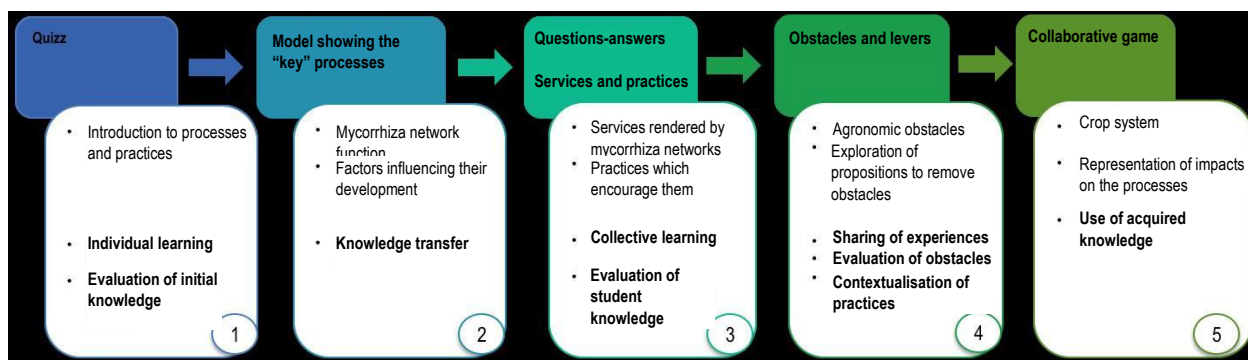 Quizz
Introduction to processes
and practices
Individual learning
Evaluation of initial
knowledge
1
Model showing the
“key” processes
Mycorrhiza network
function
Factors influencing their
development
Knowledge transfer
2
Questions-answers
Services and practices
Services rendered by
mycorrhiza networks
Practices which
encourage them
Collective learning
Evaluation of
student
knowledge
3
Obstacles and levers
Agronomic obstacles
Exploration of
propositions to remove
obstacles
Sharing of experiences
Evaluation of obstacles
Contextualisation of
practices
4
Collaborative game
Crop system
Representation of impacts
on the processes
Use of acquired
knowledge
5